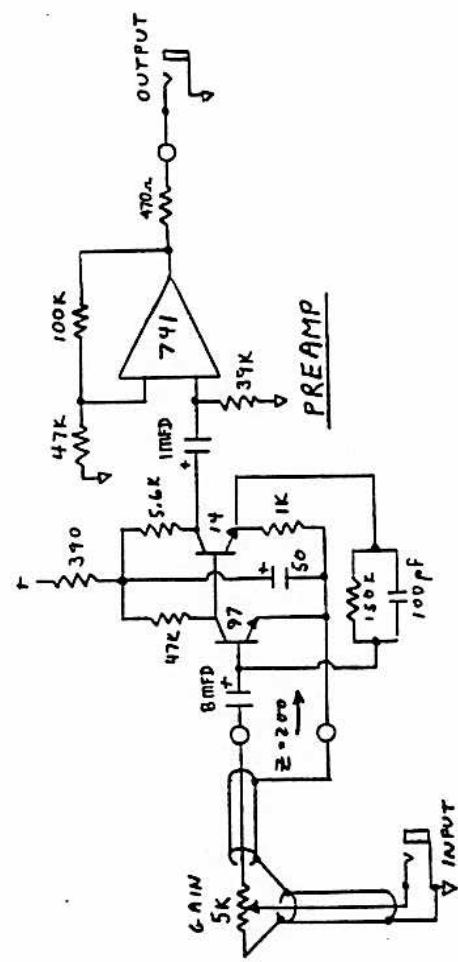 INPUT
GAIN
5K
Z=200
8MFD
+
97
47K
+
390
5.6K
14
+
50
1K
150K
100pF
1MFD
+
39K
47K
100K
741
470Ω
OUTPUT
PREAMP